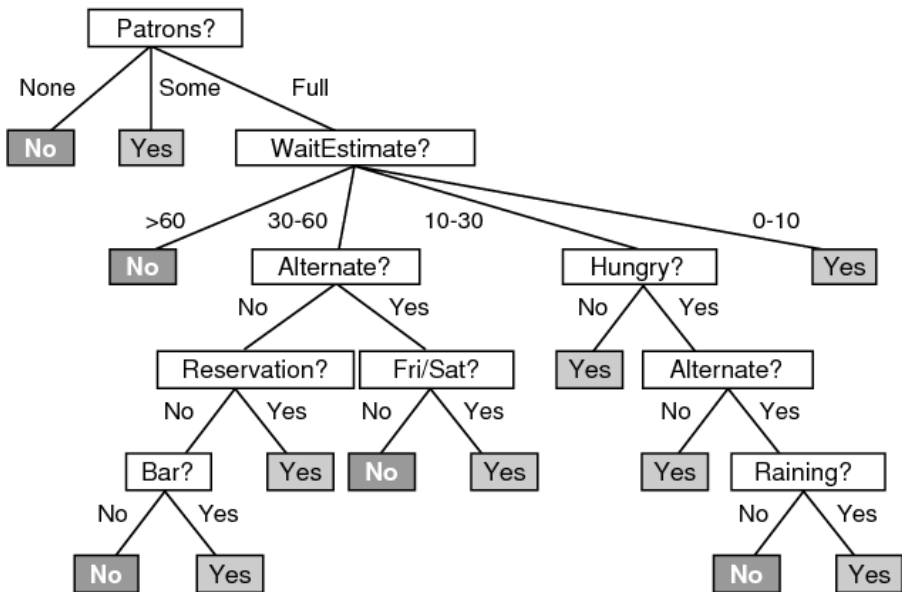 Patrons?
None Some Full
No Yes WaitEstimate?
>60 30-60 10-30 0-10
No Alternate? Hungry? Yes
No Yes No Yes
Reservation? Fri/Sat? Yes Alternate?
No Yes No Yes No Yes
Bar? Yes No Yes Yes Raining?
No Yes No Yes
No Yes No Yes